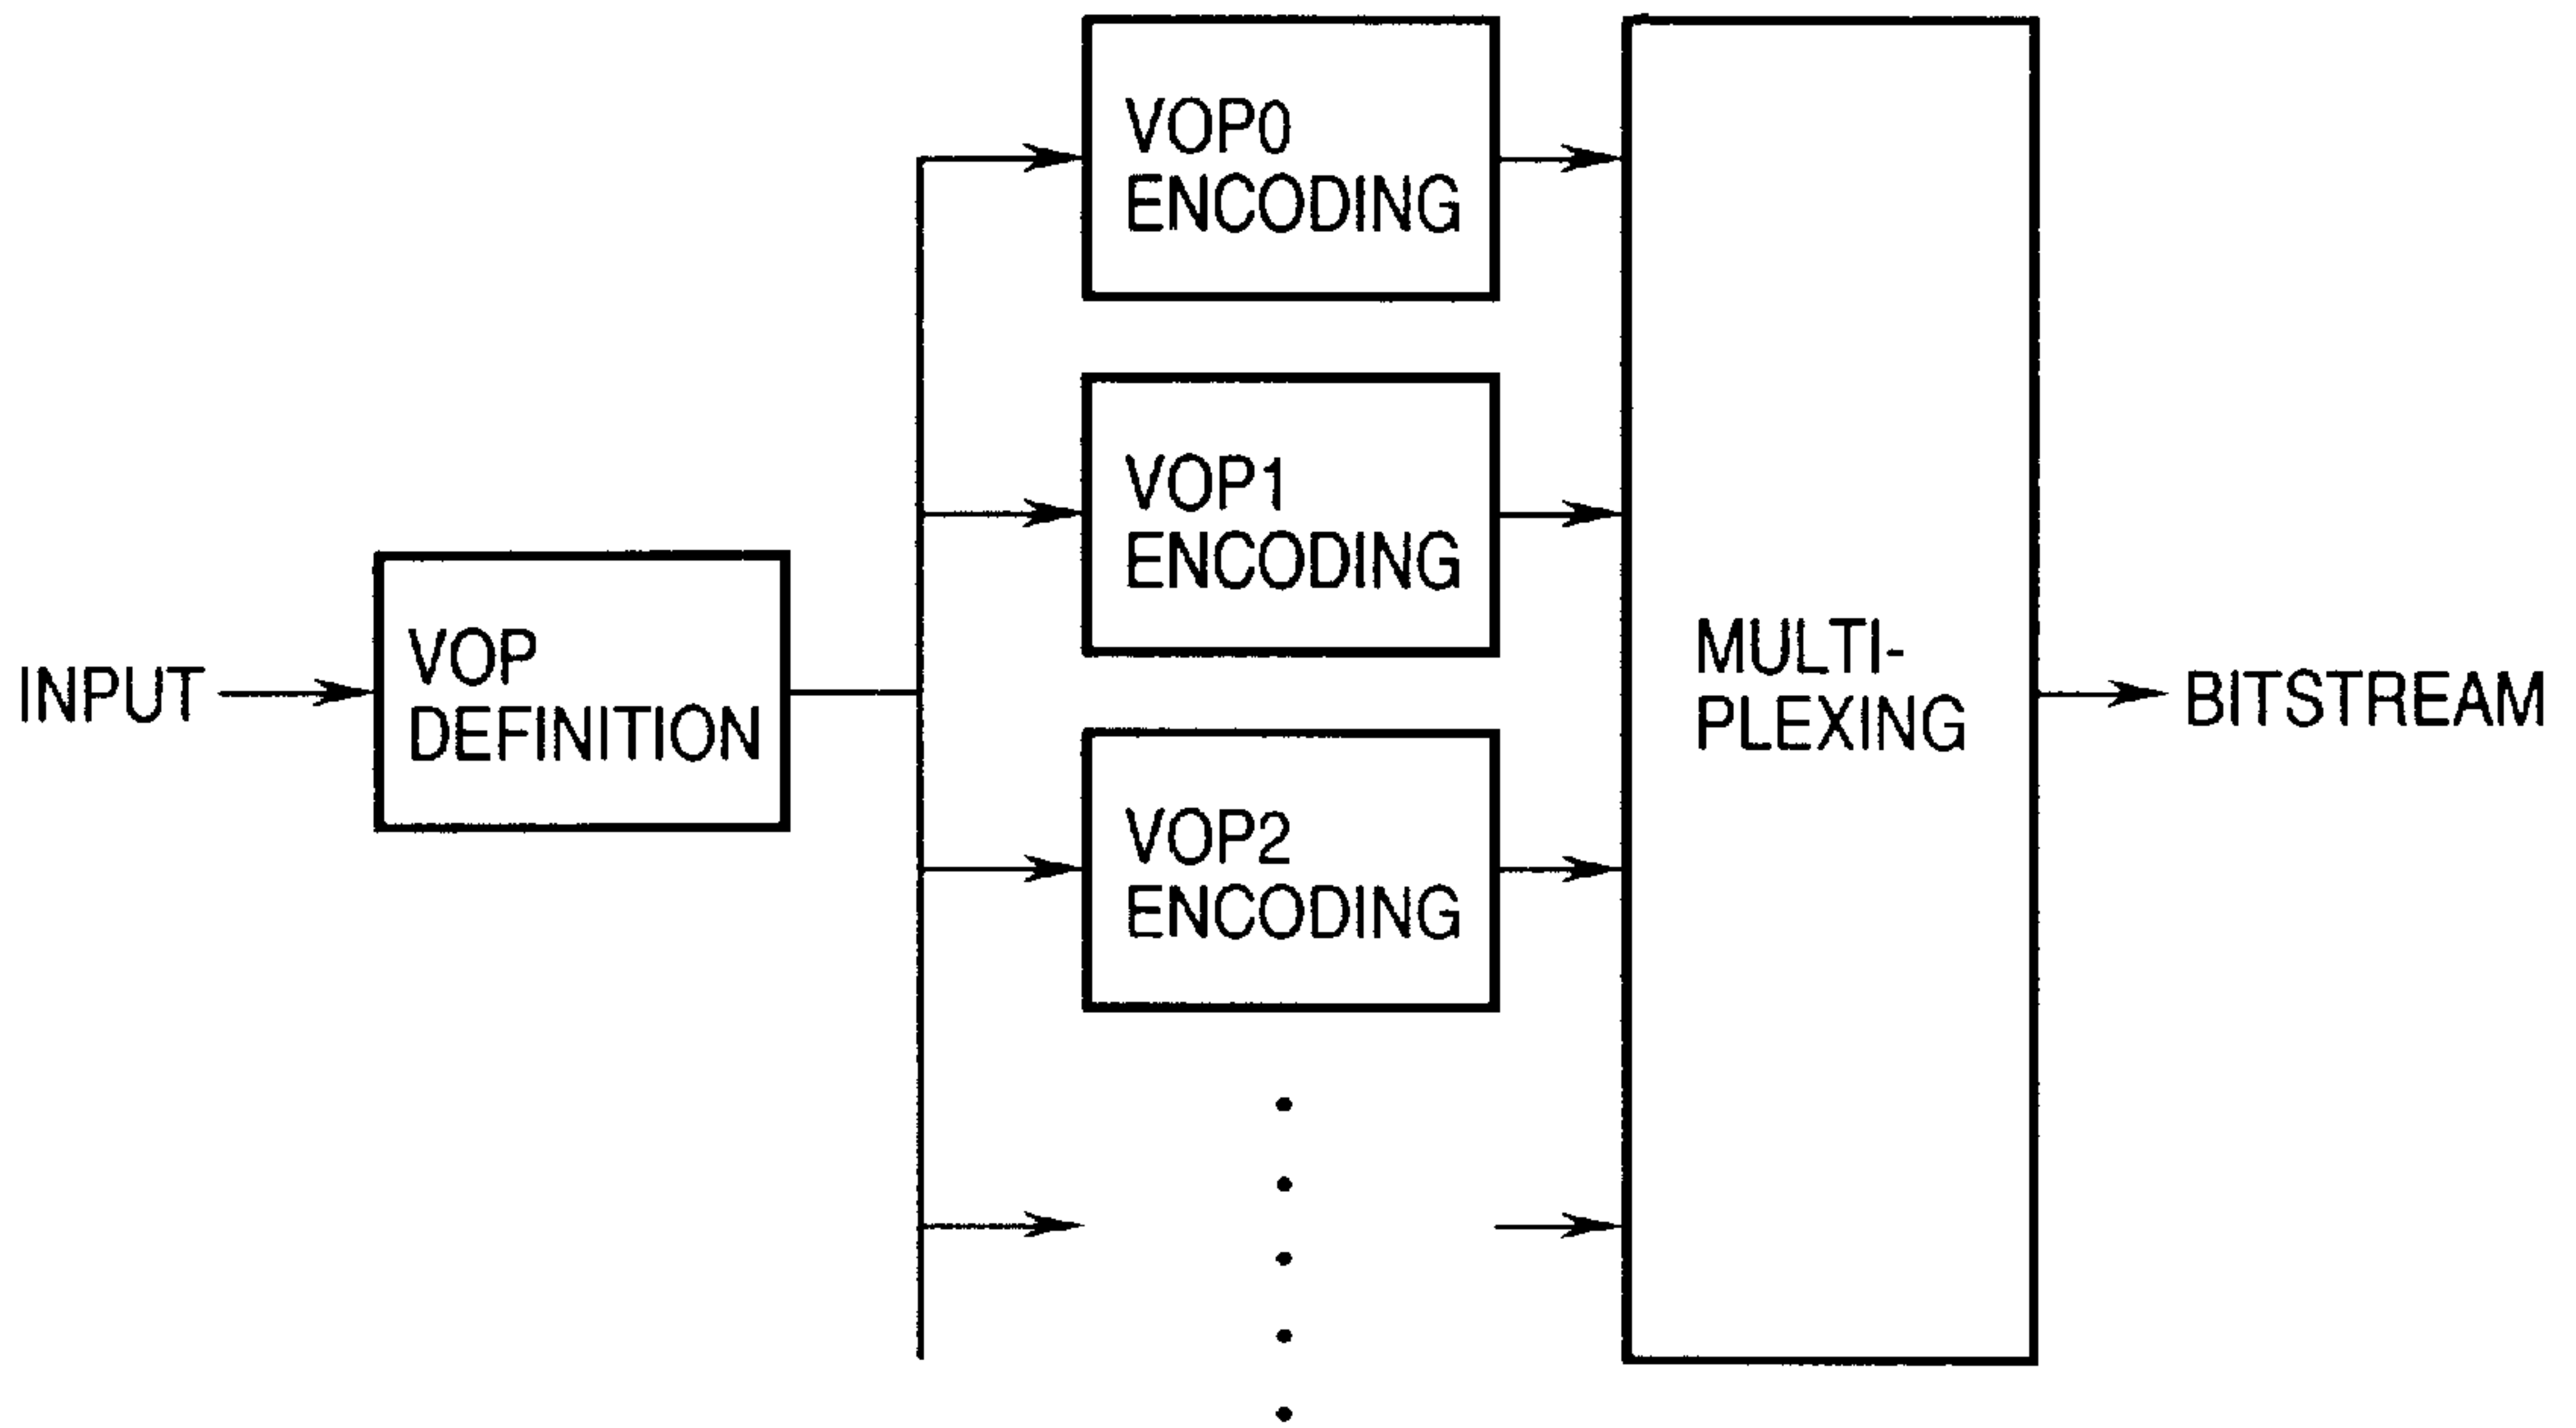 INPUT
VOP
DEFINITION
VOP0
ENCODING
VOP1
ENCODING
VOP2
ENCODING
MULTI-
PLEXING
BITSTREAM